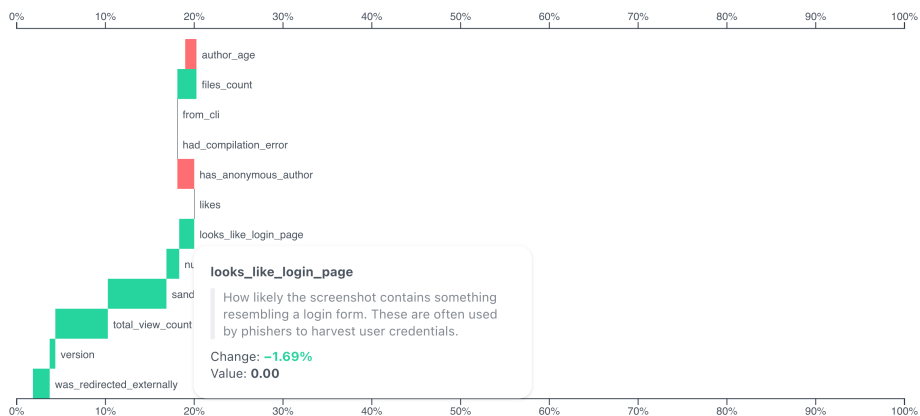 0% 10% 20% 30% 40% 50% 60% 70% 80% 90% 100%
author_age
files_count
from_cli
had_compilation_error
has_anonymous_author
likes
looks_like_login_page
nu
looks_like_login_page
sand
How likely the screenshot contains something
resembling a login form. These are often used
total_view_count
by phishers to harvest user credentials.
version
Change: −1.69%
Value: 0.00
was_redirected_externally
0% 10% 20% 30% 40% 50% 60% 70% 80% 90% 100%